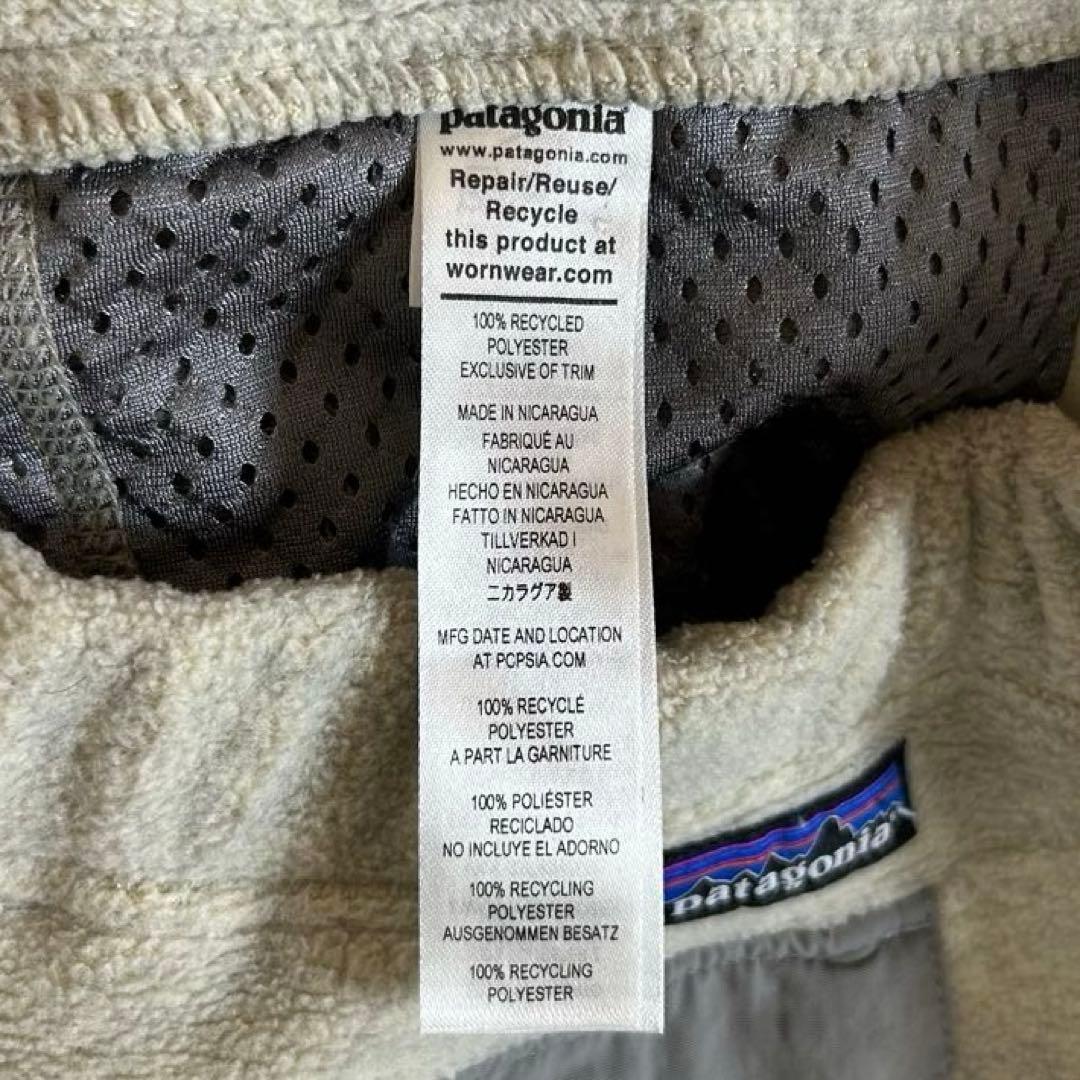 patagonia
www.patagonia.com
Repair/Reuse/
Recycle
this product at
wornwear.com
100% RECYCLED
POLYESTER
EXCLUSIVE OF TRIM
MADE IN NICARAGUA
FABRIQUÉ AU
NICARAGUA
HECHO EN NICARAGUA
FATTO IN NICARAGUA
TILLVERKAD I
NICARAGUA
ニカラグア製
MFG DATE AND LOCATION
AT PCPSIA.COM
100% RECYCLÉ
POLYESTER
A PART LA GARNITURE
100% POLIÉSTER
RECICLADO
NO INCLUYE EL ADORNO
100% RECYCLING
POLYESTER
AUSGENOMMEN BESATZ
100% RECYCLING
POLYESTER
patagonia